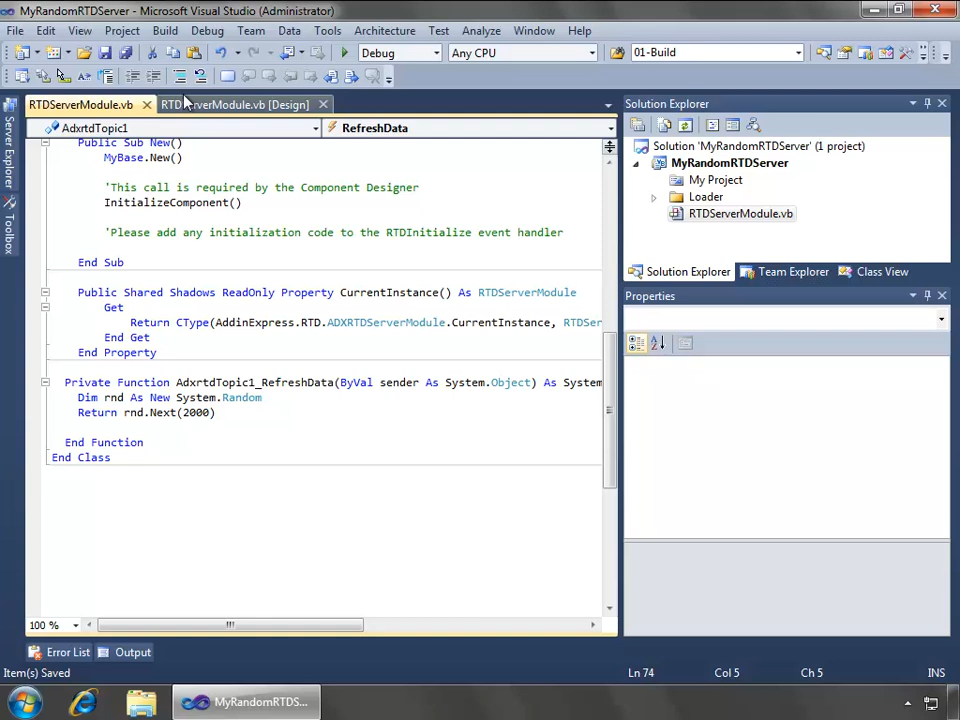 MyRandomRTDServer - Microsoft Visual Studio (Administrator)
File Edit View Project Build Debug Team Data Tools Architecture Test Analyze Window Help
Debug Any CPU 01-Build
RTDServerModule.vb RTDServerModule.vb [Design]
AdxrtdTopic1 RefreshData
Public Sub New()
MyBase.New()
'This call is required by the Component Designer
InitializeComponent()
'Please add any initialization code to the RTDInitialize event handler
End Sub
Public Shared Shadows ReadOnly Property CurrentInstance() As RTDServerModule
Get
Return CType(AddinExpress.RTD.ADXRTDServerModule.CurrentInstance, RTDSer
End Get
End Property
Private Function AdxrtdTopic1_RefreshData(ByVal sender As System.Object) As System
Dim rnd As New System.Random
Return rnd.Next(2000)
End Function
End Class
100 %
Server Explorer
Toolbox
Solution Explorer
Solution 'MyRandomRTDServer' (1 project)
MyRandomRTDServer
My Project
Loader
RTDServerModule.vb
Solution Explorer Team Explorer Class View
Properties
Error List Output
Item(s) Saved Ln 74 Col 5 Ch 5 INS
MyRandomRTDS...